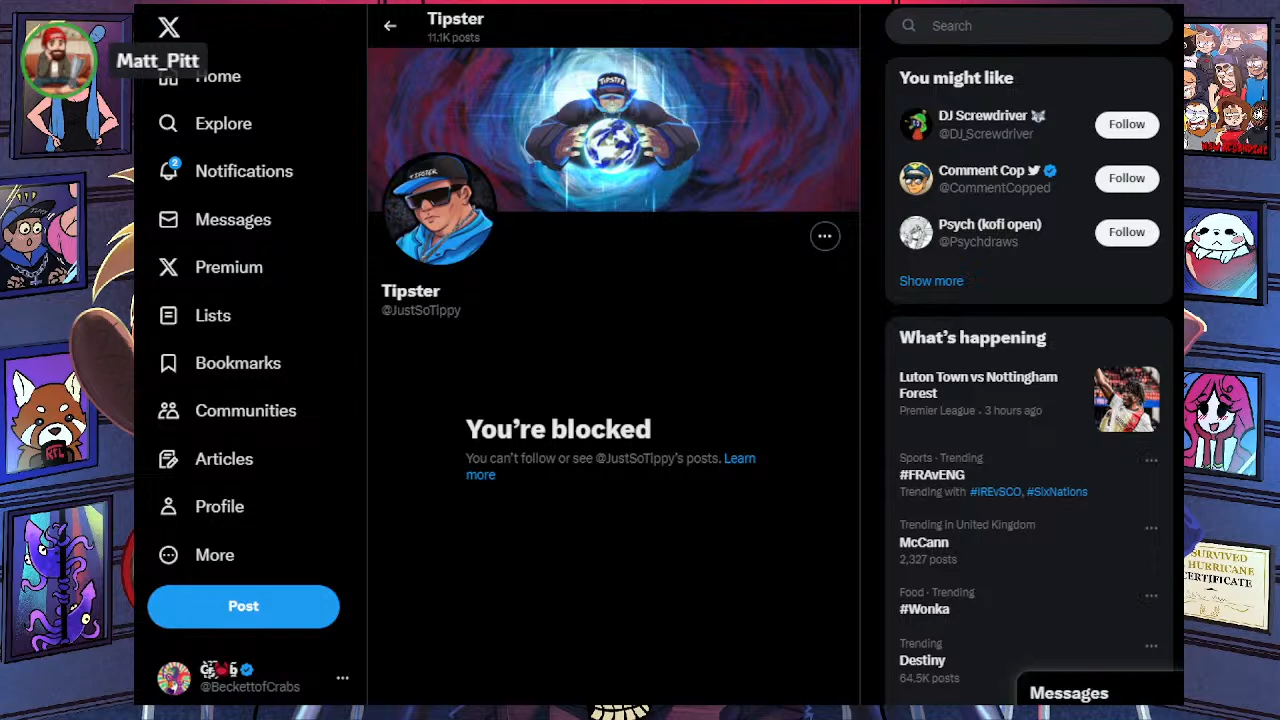 Matt_Pitt
Home
Explore
2
Notifications
Messages
Premium
Lists
Bookmarks
Communities
Articles
Profile
More
Post
@BeckettofCrabs
Tipster
11.1K posts
TIPSTER
TIPSTER
Tipster
@JustSoTippy
You're blocked
You can't follow or see @JustSoTippy's posts. Learn
more
Search
You might like
DJ Screwdriver
@DJ_Screwdriver
Follow
Comment Cop
@CommentCopped
Follow
Psych (kofi open)
@Psychdraws
Follow
Show more
What's happening
Luton Town vs Nottingham
Forest
Premier League · 3 hours ago
Sports · Trending
#FRAvENG
Trending with #IREvSCO, #SixNations
Trending in United Kingdom
McCann
2,327 posts
Food · Trending
#Wonka
Trending
Destiny
64.5K posts
Messages
RTL
SURVIVED
HURRICANE
CERTIFICATE